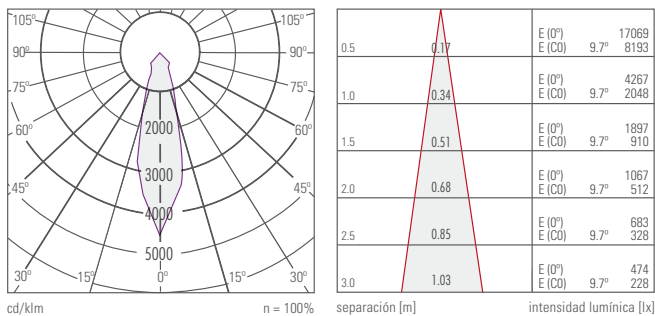 105º 105º
90º 90º
75º 75º
60º 60º
45º 45º
30º 15º 0º 15º 30º
2000
3000
4000
5000
cd/klm n = 100%
0.5 0.17 E (0º) 17069
E (C0) 9.7º 8193
1.0 0.34 E (0º) 4267
E (C0) 9.7º 2048
1.5 0.51 E (0º) 1897
E (C0) 9.7º 910
2.0 0.68 E (0º) 1067
E (C0) 9.7º 512
2.5 0.85 E (0º) 683
E (C0) 9.7º 328
3.0 1.03 E (0º) 474
E (C0) 9.7º 228
separación [m] intensidad lumínica [lx]